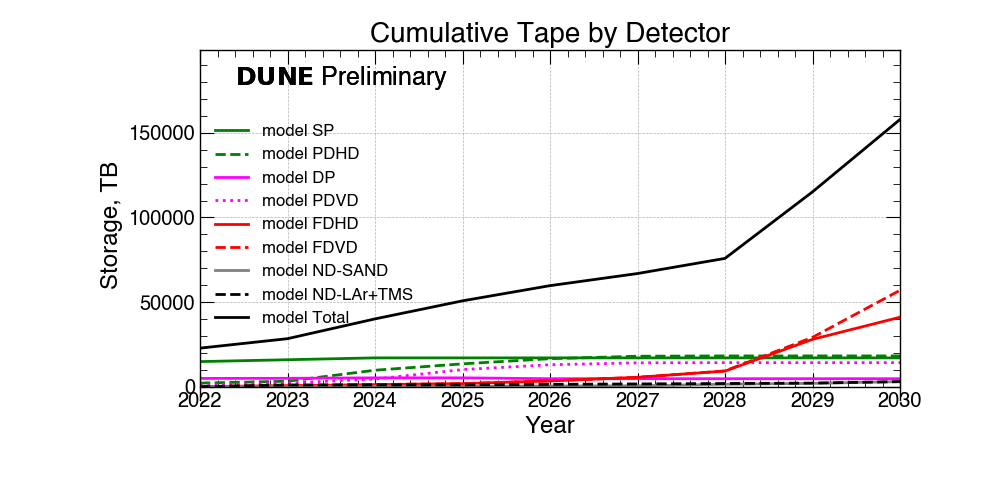 Cumulative Tape by Detector
DUNE Preliminary
model SP
model PDHD
model DP
model PDVD
model FDHD
model FDVD
model ND-SAND
model ND-LAr+TMS
model Total
Storage, TB
150000
100000
50000
0
2022 2023 2024 2025 2026 2027 2028 2029 2030
Year